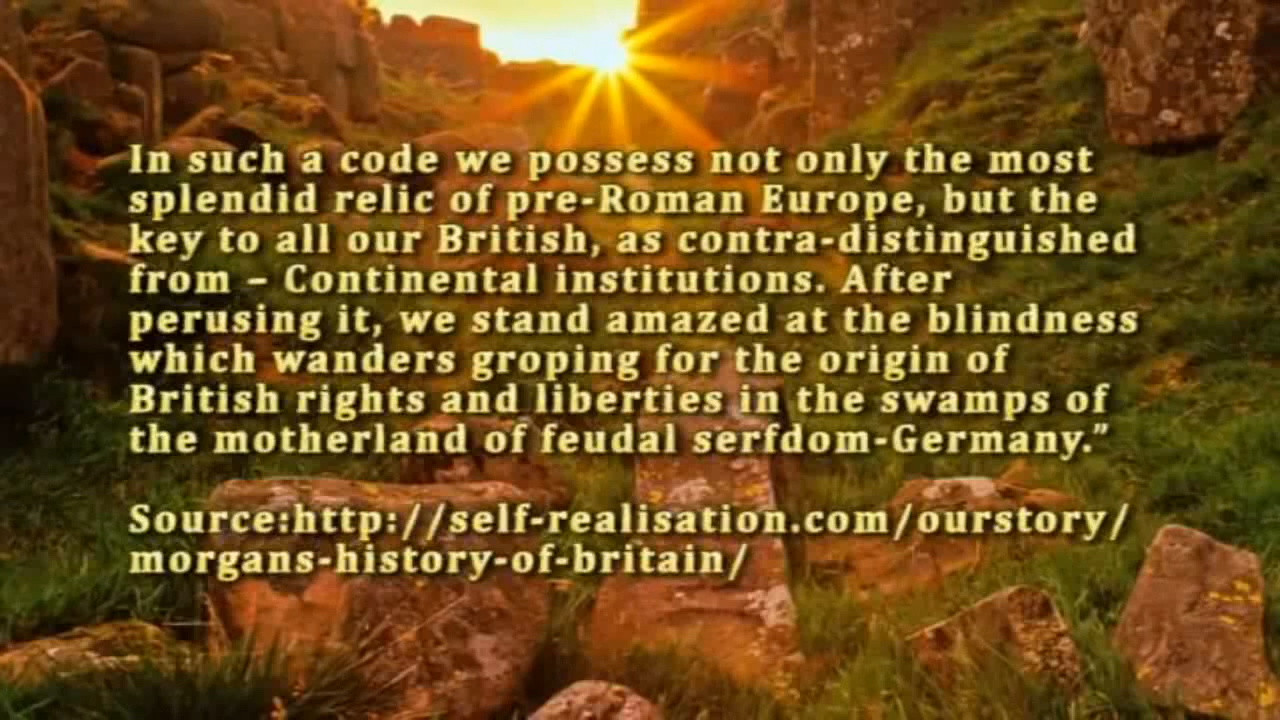 In such a code we possess not only the most
splendid relic of pre-Roman Europe, but the
key to all our British, as contra-distinguished
from – Continental institutions. After
perusing it, we stand amazed at the blindness
which wanders groping for the origin of
British rights and liberties in the swamps of
the motherland of feudal serfdom-Germany.”
Source:http://self-realisation.com/ourstory/
morgans-history-of-britain/